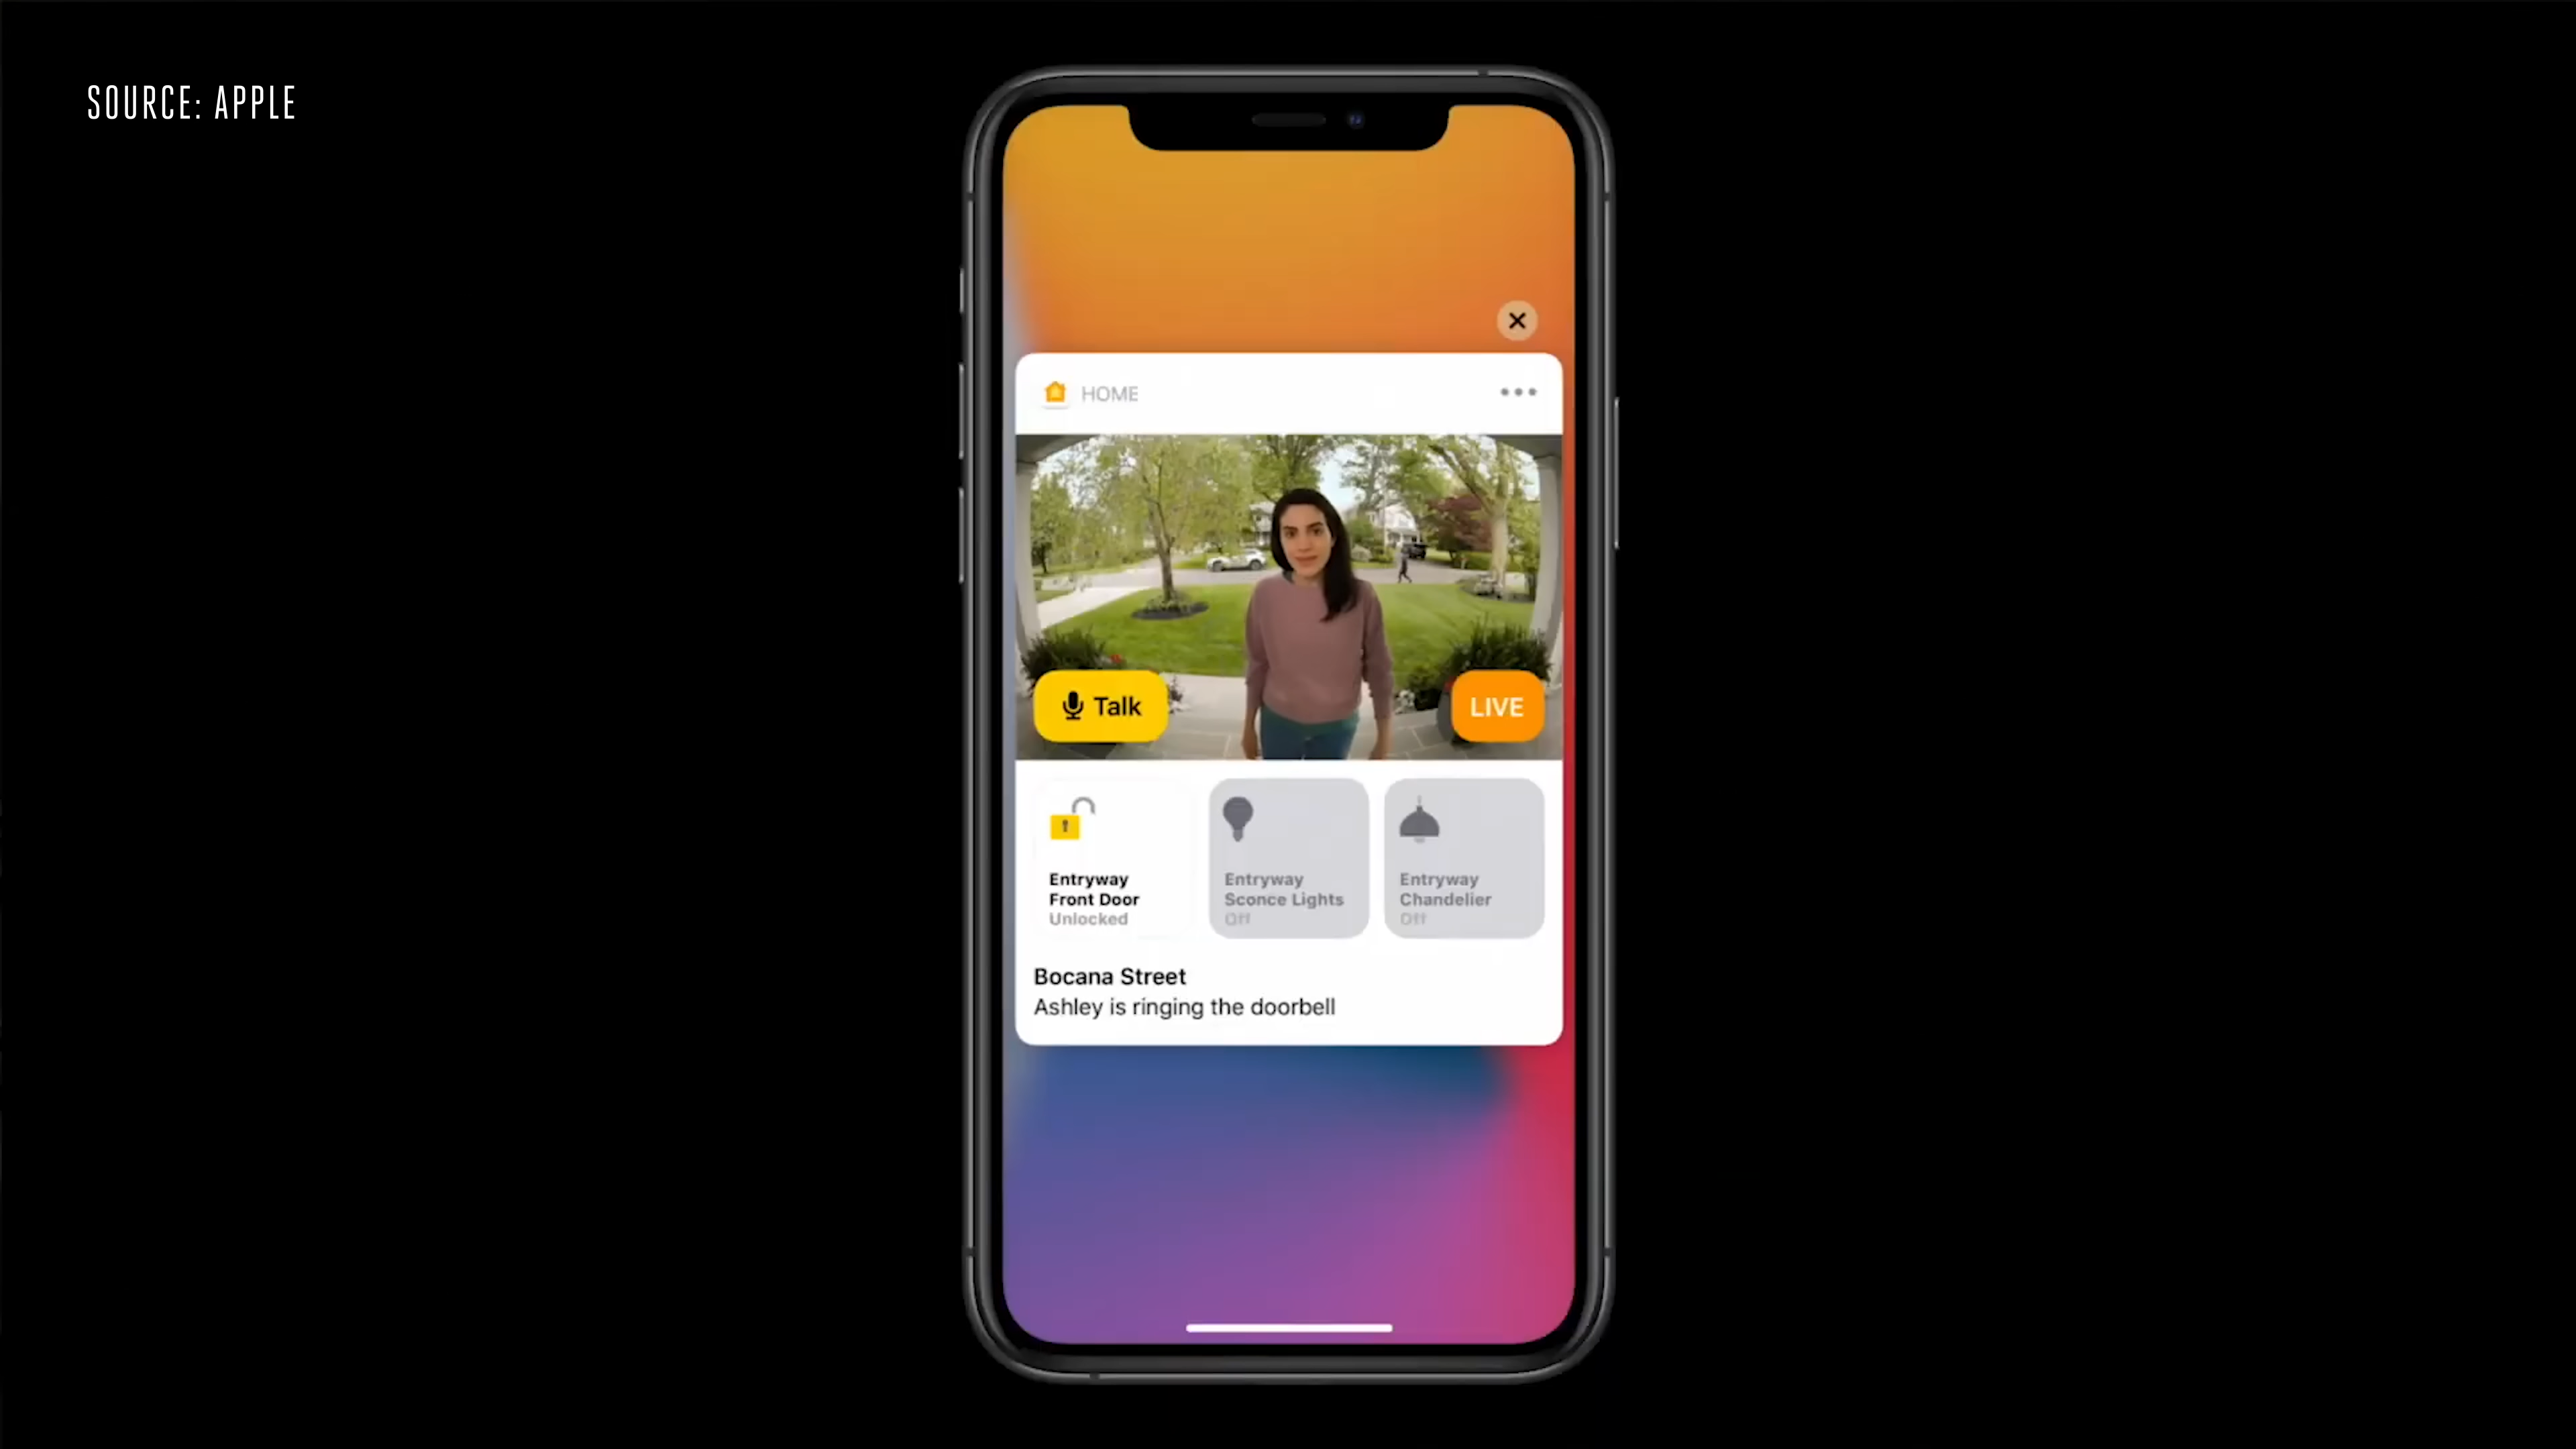 SOURCE: APPLE
HOME
Talk
LIVE
Entryway
Front Door
Unlocked
Entryway
Sconce Lights
Off
Entryway
Chandelier
Off
Bocana Street
Ashley is ringing the doorbell